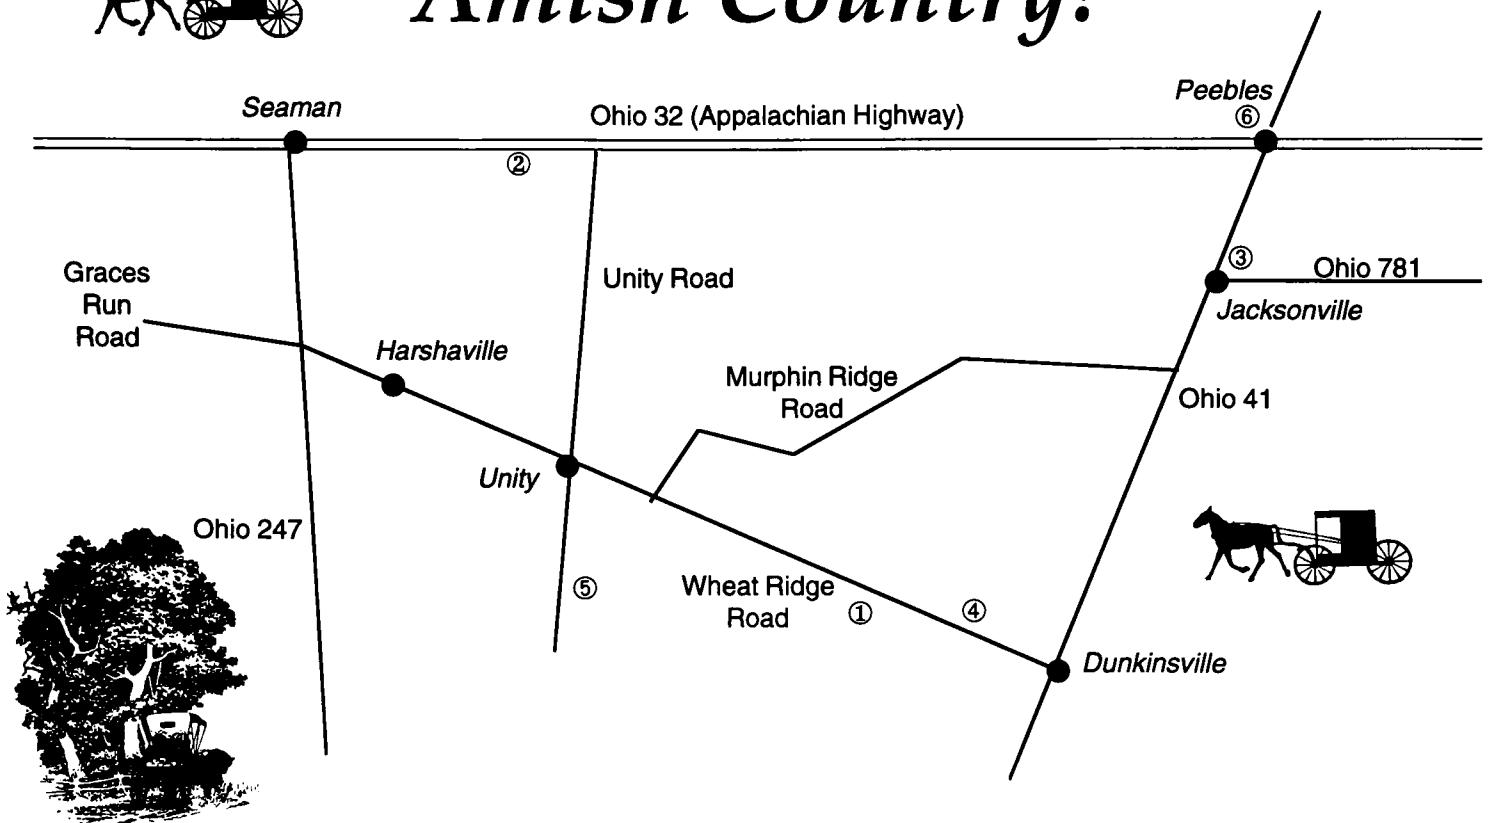 Amish Country!
Peebles
⑥
Seaman
Ohio 32 (Appalachian Highway)
②
③
Ohio 781
Jacksonville
Graces
Run
Road
Unity Road
Harshaville
Murphin Ridge
Road
Ohio 41
Unity
Ohio 247
⑤
Wheat Ridge
Road
①
④
Dunkinsville